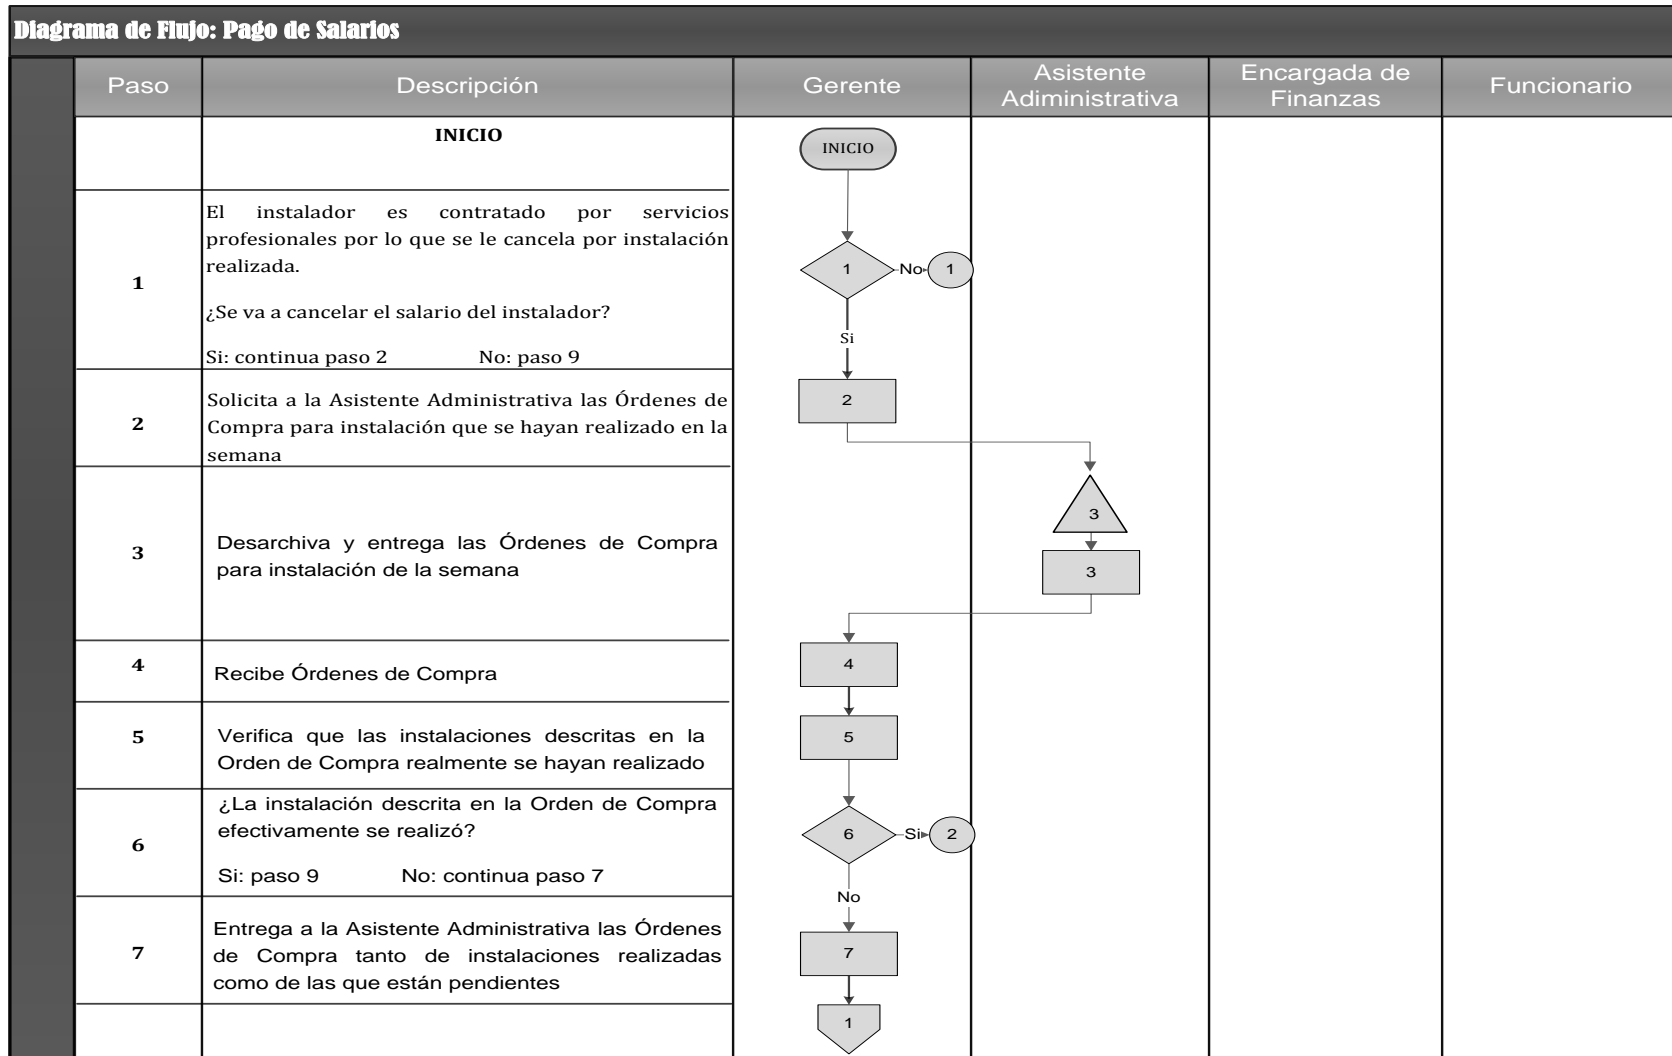 Diagrama de Flujo: Pago de Salarios
Paso
Descripción
Gerente
Asistente
Adiministrativa
Encargada de
Finanzas
Funcionario
INICIO
INICIO
1
El instalador es contratado por servicios
profesionales por lo que se le cancela por instalación
realizada.
¿Se va a cancelar el salario del instalador?
Si: continua paso 2 No: paso 9
1
No
1
Si
2
Solicita a la Asistente Administrativa las Órdenes de
Compra para instalación que se hayan realizado en la
semana
2
3
Desarchiva y entrega las Órdenes de Compra
para instalación de la semana
3
3
4
Recibe Órdenes de Compra
4
5
Verifica que las instalaciones descritas en la
Orden de Compra realmente se hayan realizado
5
6
¿La instalación descrita en la Orden de Compra
efectivamente se realizó?
Si: paso 9 No: continua paso 7
6
Si
2
No
7
Entrega a la Asistente Administrativa las Órdenes
de Compra tanto de instalaciones realizadas
como de las que están pendientes
7
1